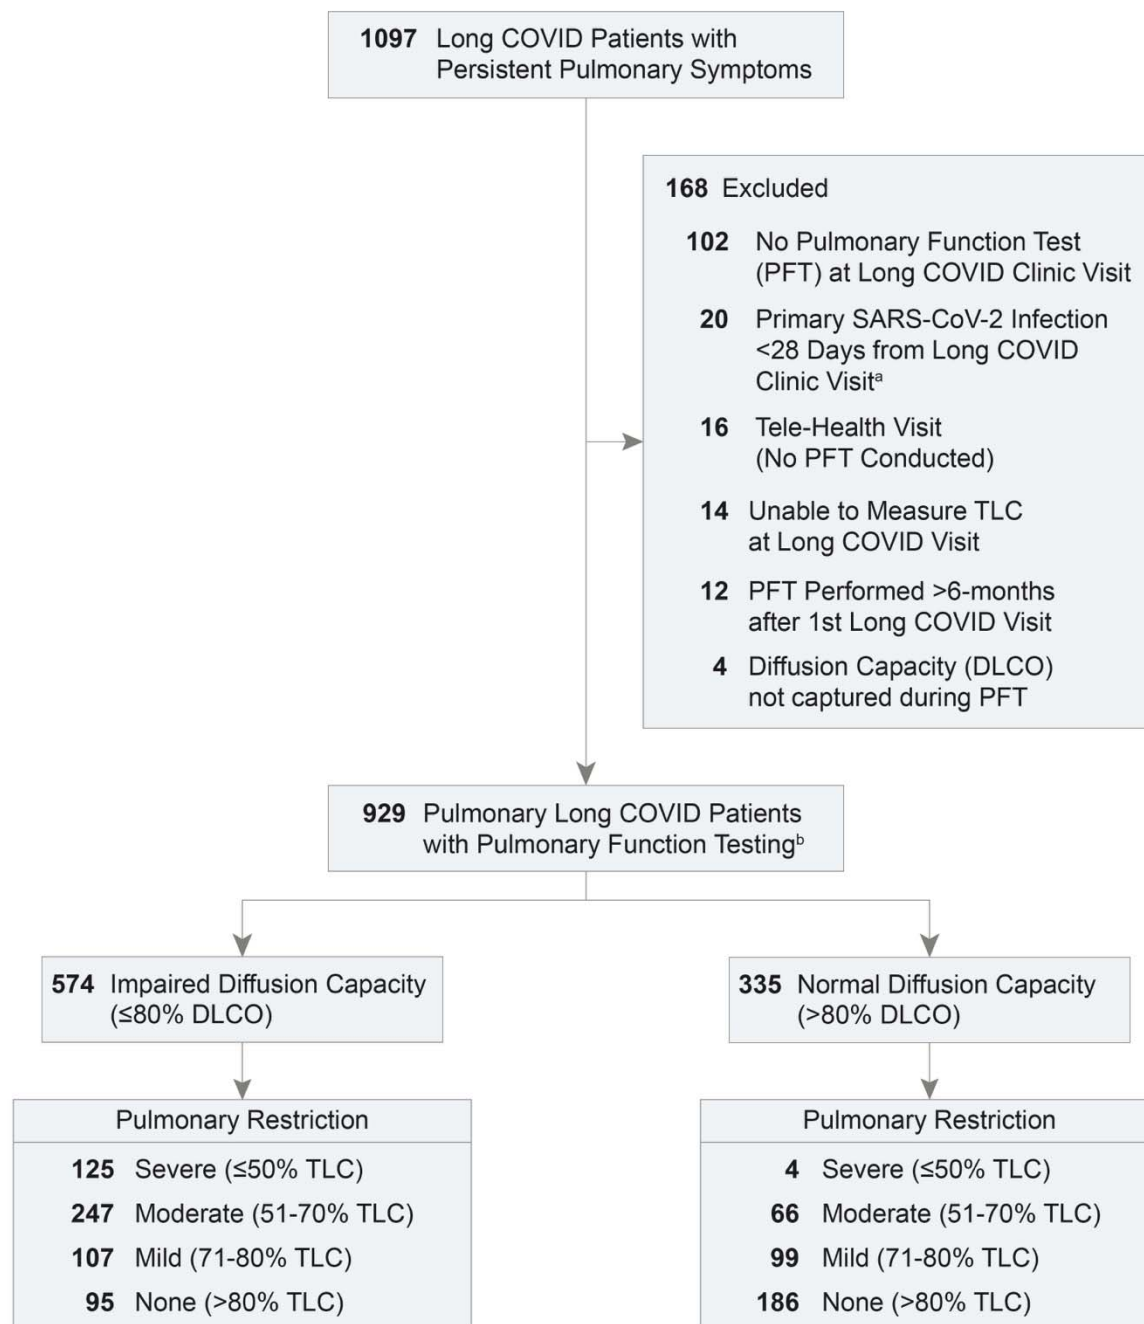 1097 Long COVID Patients with
Persistent Pulmonary Symptoms
168 Excluded
102 No Pulmonary Function Test
(PFT) at Long COVID Clinic Visit
20 Primary SARS-CoV-2 Infection
<28 Days from Long COVID
Clinic Visitᵃ
16 Tele-Health Visit
(No PFT Conducted)
14 Unable to Measure TLC
at Long COVID Visit
12 PFT Performed >6-months
after 1st Long COVID Visit
4 Diffusion Capacity (DLCO)
not captured during PFT
929 Pulmonary Long COVID Patients
with Pulmonary Function Testingᵇ
574 Impaired Diffusion Capacity
(≤80% DLCO)
335 Normal Diffusion Capacity
(>80% DLCO)
Pulmonary Restriction
125 Severe (≤50% TLC)
247 Moderate (51-70% TLC)
107 Mild (71-80% TLC)
95 None (>80% TLC)
Pulmonary Restriction
4 Severe (≤50% TLC)
66 Moderate (51-70% TLC)
99 Mild (71-80% TLC)
186 None (>80% TLC)